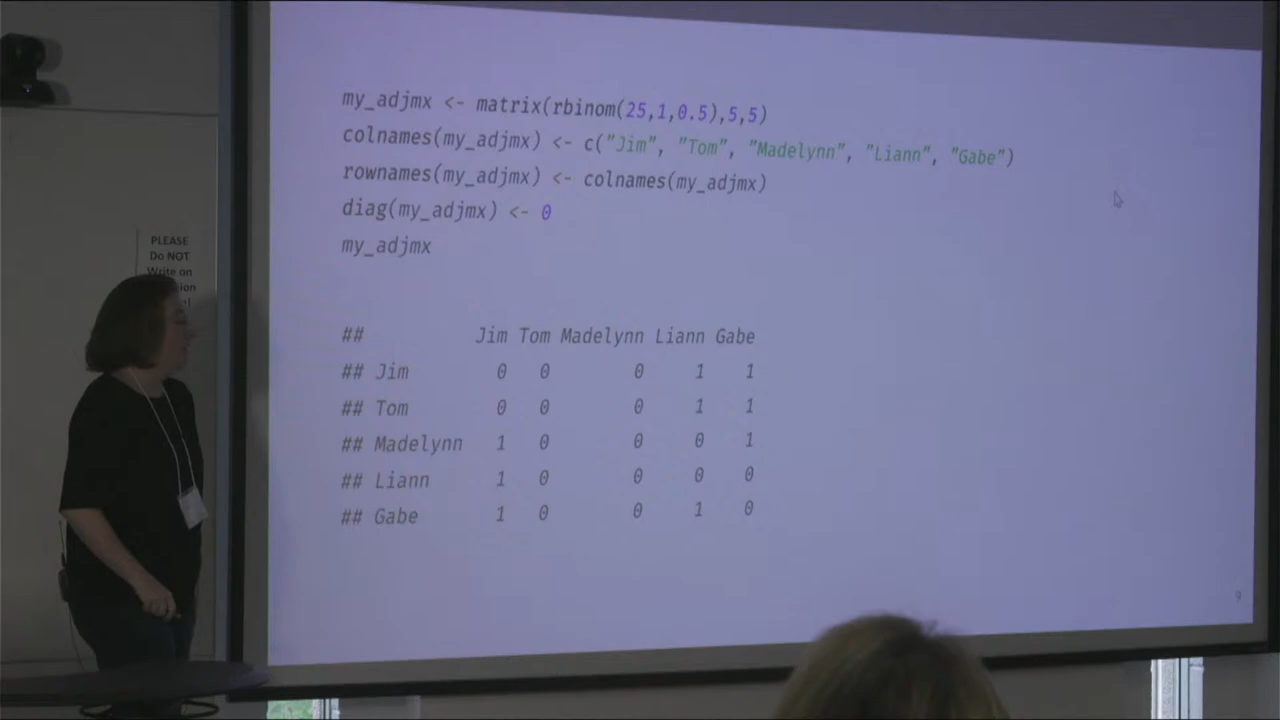 my_adjmx <- matrix(rbinom(25,1,0.5),5,5)
colnames(my_adjmx) <- c("Jim", "Tom", "Madelynn", "Liann", "Gabe")
rownames(my_adjmx) <- colnames(my_adjmx)
diag(my_adjmx) <- 0
my_adjmx
## Jim Tom Madelynn Liann Gabe
## Jim 0 0 0 1 1
## Tom 0 0 0 1 1
## Madelynn 1 0 0 0 1
## Liann 1 0 0 0 0
## Gabe 1 0 0 1 0
9
PLEASE
Do NOT
Write on